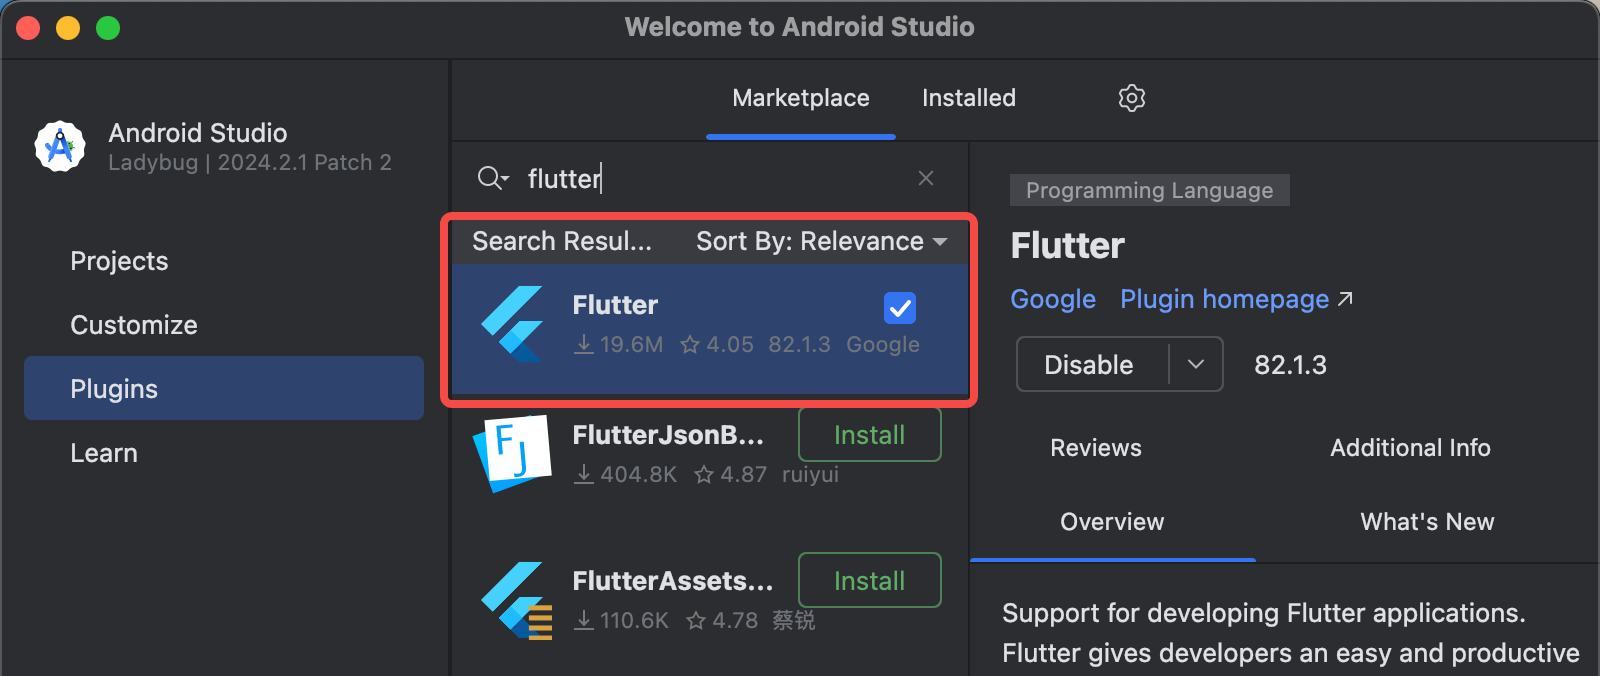 Welcome to Android Studio
Android Studio
Ladybug | 2024.2.1 Patch 2
Projects
Customize
Plugins
Learn
Marketplace
Installed
flutter
Search Resul...
Sort By: Relevance
Flutter
19.6M 4.05 82.1.3 Google
FlutterJsonB...
Install
404.8K 4.87 ruiyui
FlutterAssets...
Install
110.6K 4.78 蔡锐
Programming Language
Flutter
Google Plugin homepage
Disable
82.1.3
Reviews
Additional Info
Overview
What's New
Support for developing Flutter applications.
Flutter gives developers an easy and productive